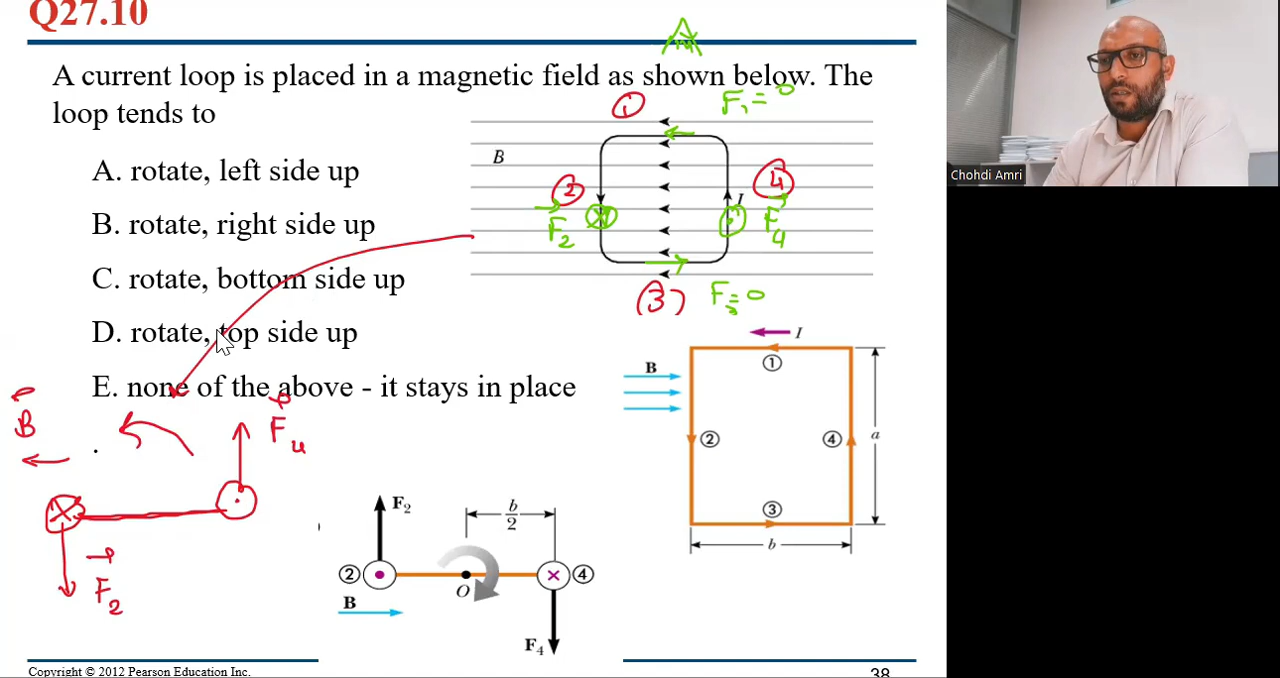 Q27.10
A current loop is placed in a magnetic field as shown below. The
loop tends to
A. rotate, left side up
B. rotate, right side up
C. rotate, bottom side up
D. rotate, top side up
E. none of the above - it stays in place
A
①
F₁ = 0
B
②
④
I
F₂
F₄
(3)
F₃ = 0
I
①
B
②
④
a
③
b
B
F₄
F₂
F₂
b/2
②
④
O
B
F₄
Copyright © 2012 Pearson Education Inc.
38
Chohdi Amri